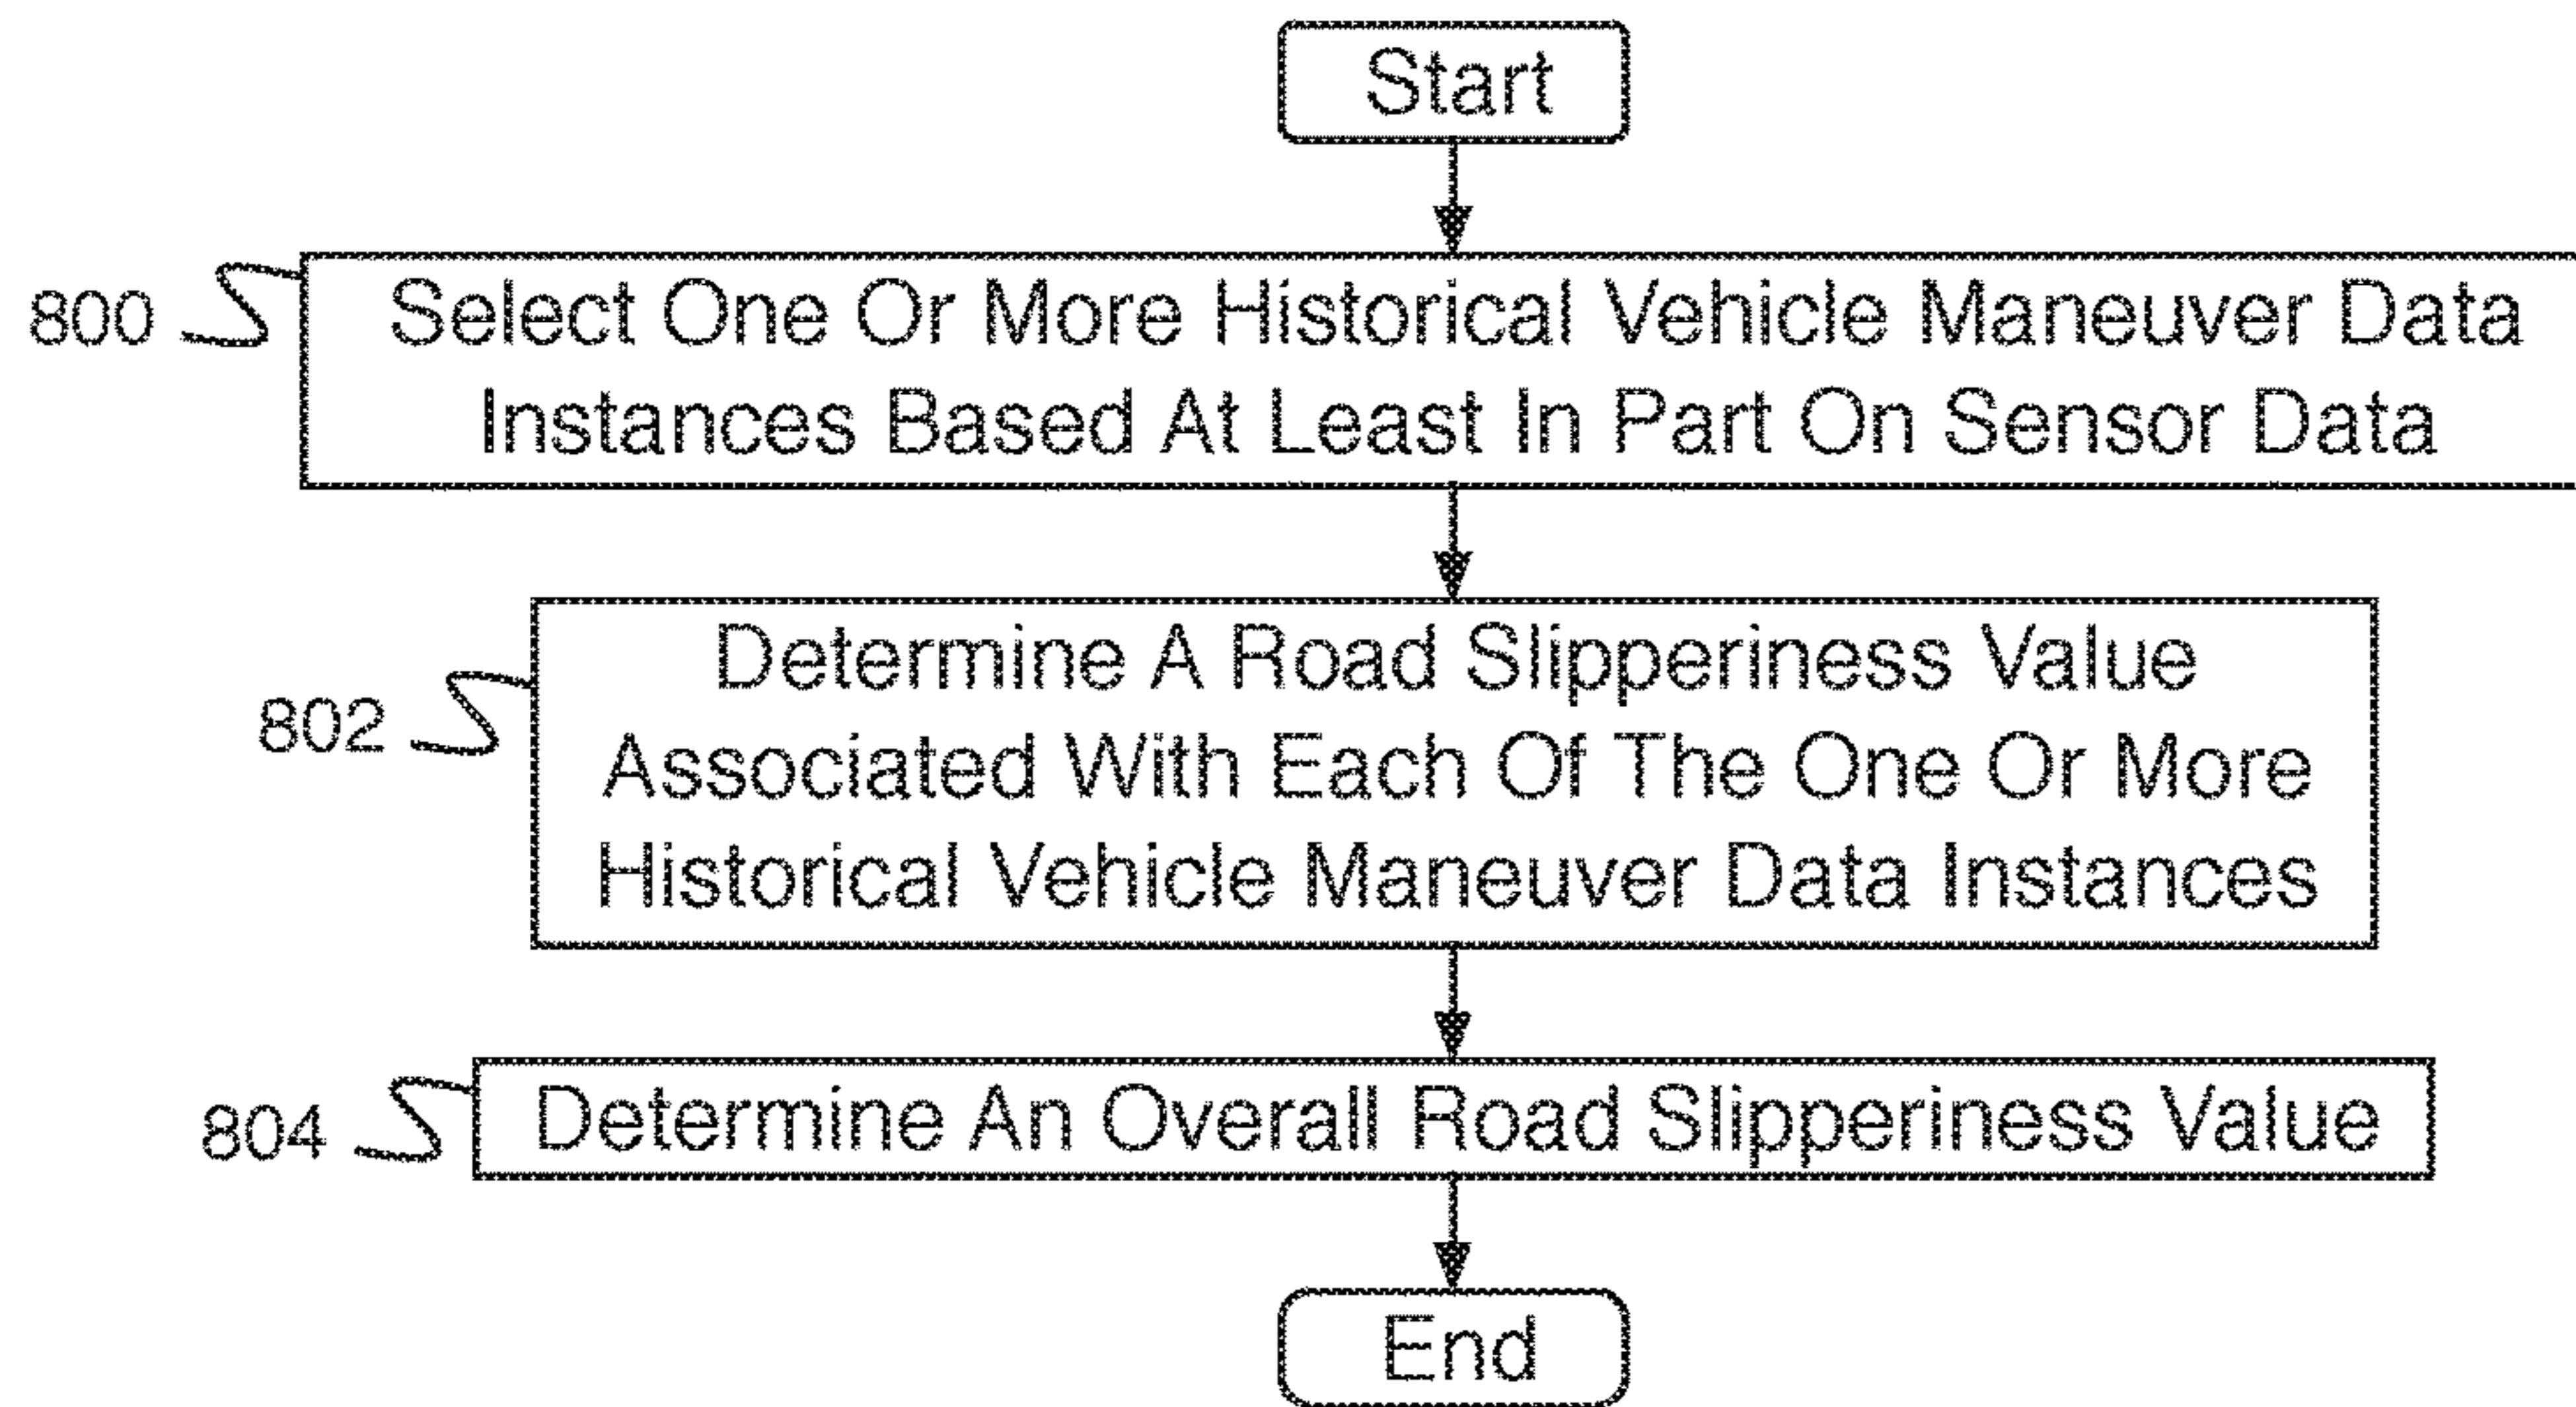 Start
800
Select One Or More Historical Vehicle Maneuver Data
Instances Based At Least In Part On Sensor Data
802
Determine A Road Slipperiness Value
Associated With Each Of The One Or More
Historical Vehicle Maneuver Data Instances
804
Determine An Overall Road Slipperiness Value
End